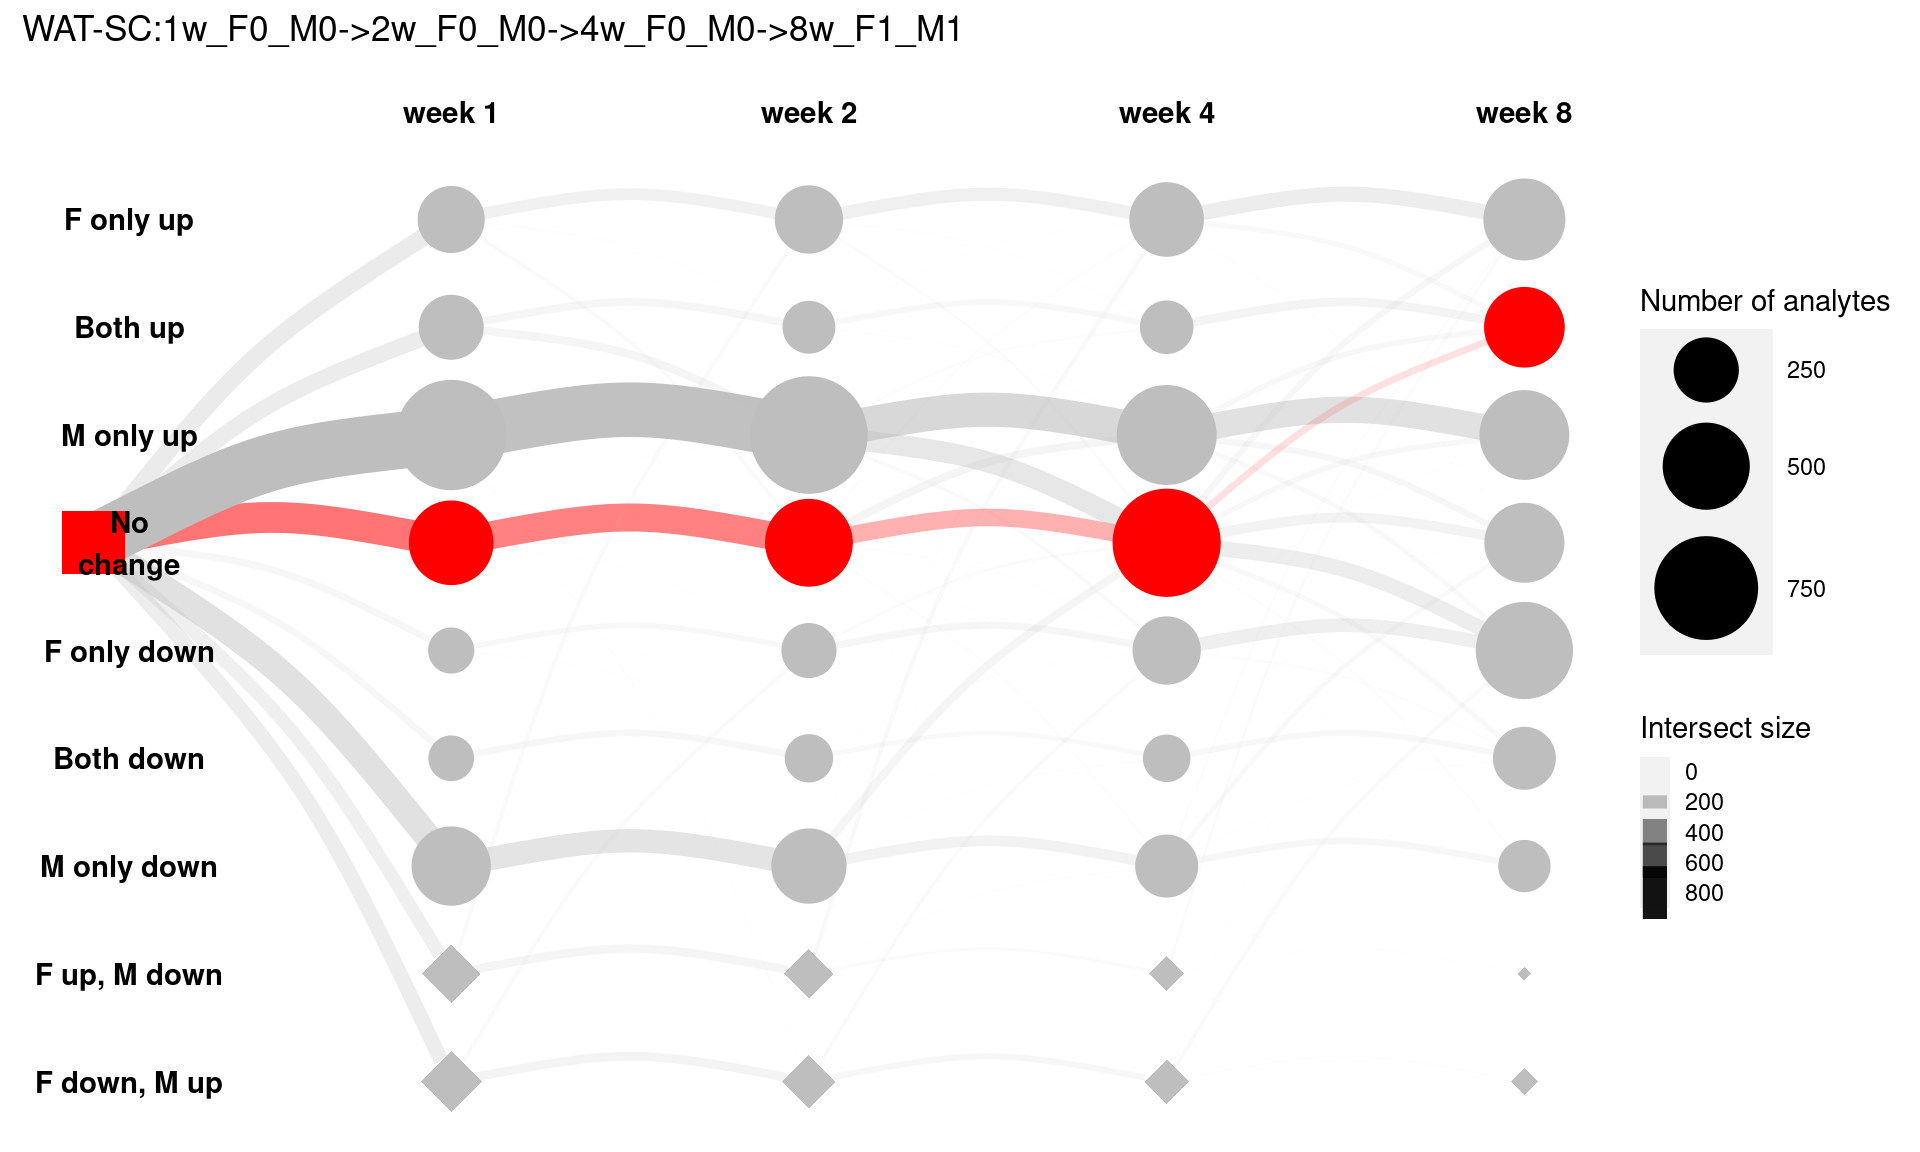 WAT-SC:1w_F0_M0->2w_F0_M0->4w_F0_M0->8w_F1_M1
week 1
week 2
week 4
week 8
F only up
Both up
M only up
No
change
F only down
Both down
M only down
F up, M down
F down, M up
Number of analytes
250
500
750
Intersect size
0
200
400
600
800